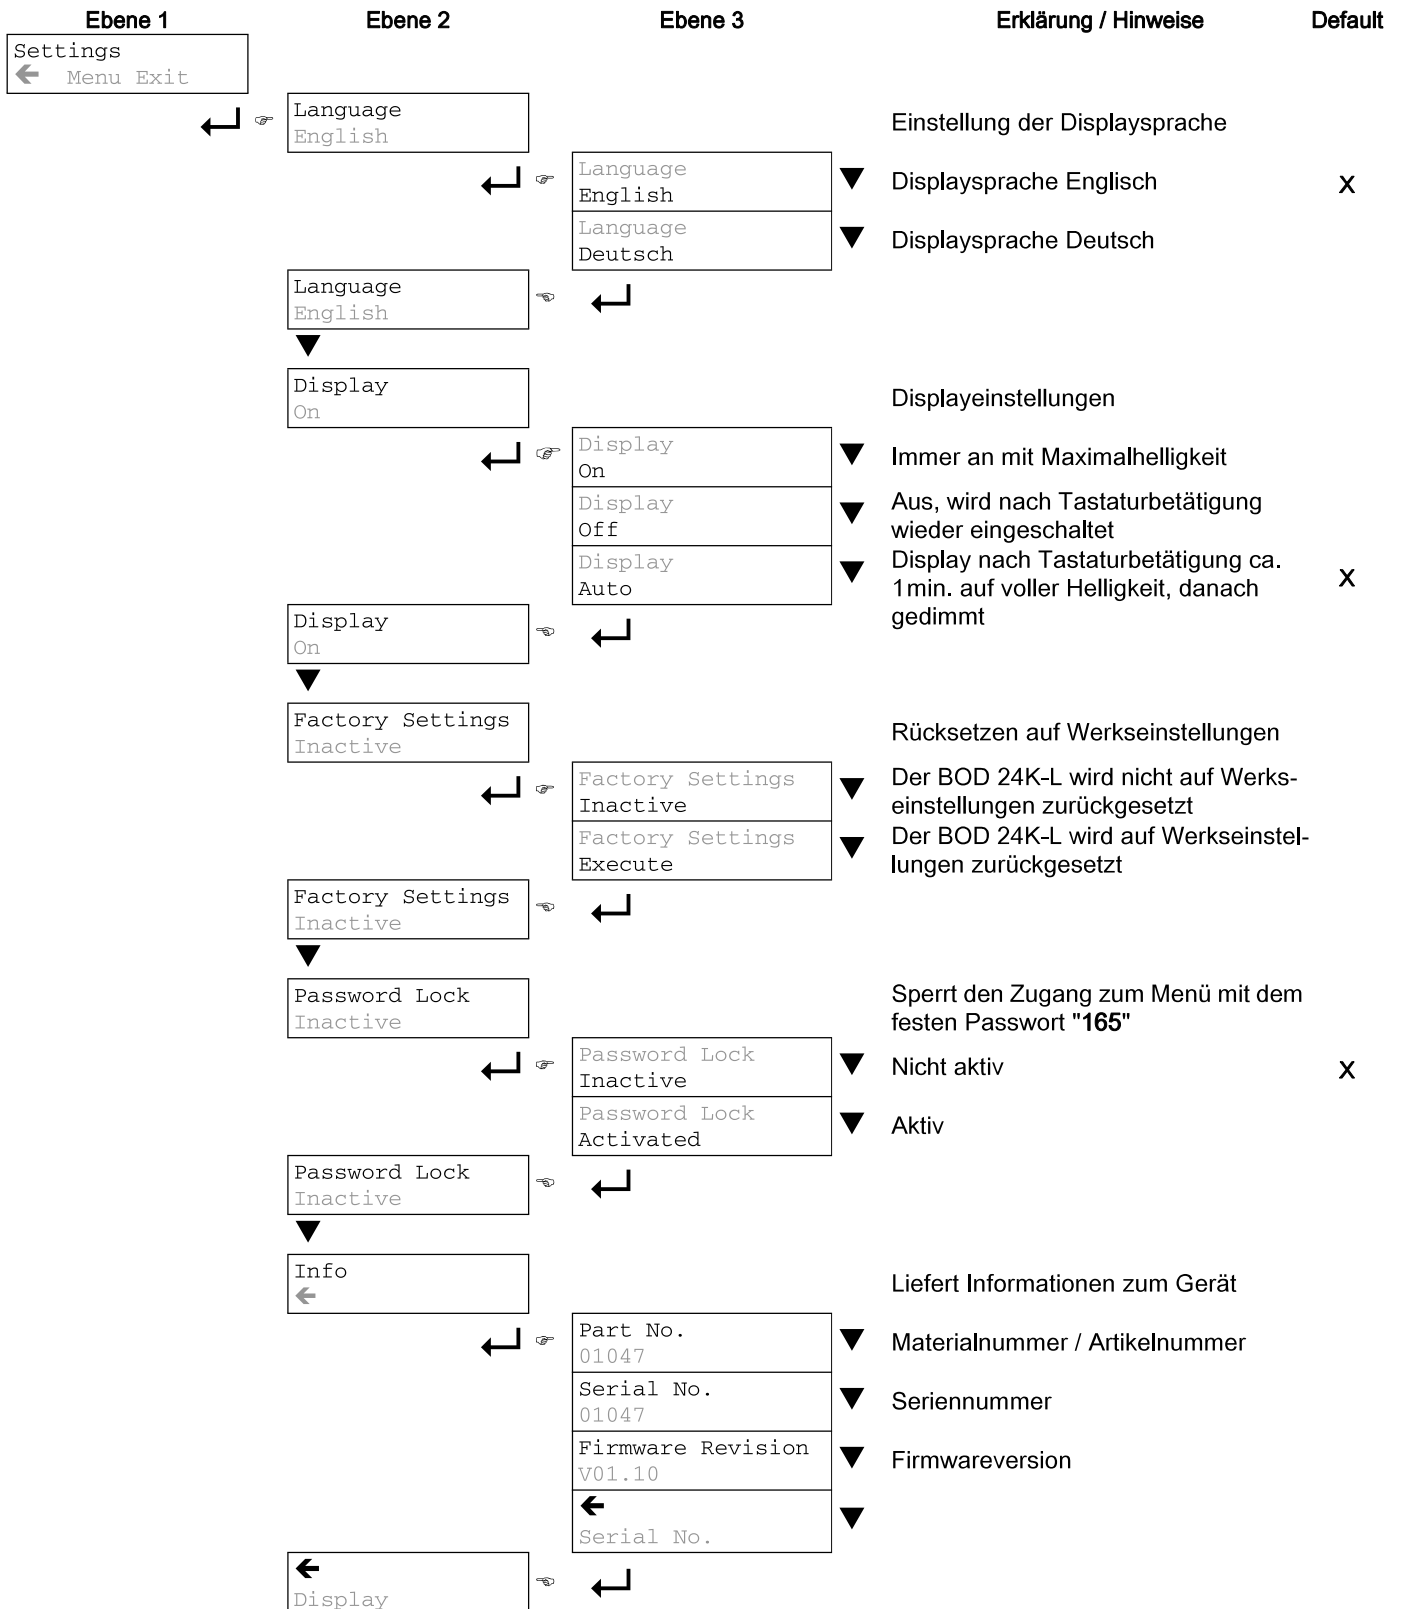 Ebene 1 Ebene 2 Ebene 3 Erklärung / Hinweise Default
Settings
← Menu Exit
Language
English
Einstellung der Displaysprache
Language
English
Displaysprache Englisch X
Language
Deutsch
Displaysprache Deutsch
Language
English
Display
On
Displayeinstellungen
Display
On
Immer an mit Maximalhelligkeit
Display
Off
Aus, wird nach Tastaturbetätigung
wieder eingeschaltet
Display
Auto
Display nach Tastaturbetätigung ca.
1min. auf voller Helligkeit, danach
gedimmt
X
Display
On
Factory Settings
Inactive
Rücksetzen auf Werkseinstellungen
Factory Settings
Inactive
Der BOD 24K-L wird nicht auf Werks-
einstellungen zurückgesetzt
Factory Settings
Execute
Der BOD 24K-L wird auf Werkseinstel-
lungen zurückgesetzt
Factory Settings
Inactive
Password Lock
Inactive
Sperrt den Zugang zum Menü mit dem
festen Passwort "165"
Password Lock
Inactive
Nicht aktiv X
Password Lock
Activated
Aktiv
Password Lock
Inactive
Info
←
Liefert Informationen zum Gerät
Part No.
01047
Materialnummer / Artikelnummer
Serial No.
01047
Seriennummer
Firmware Revision
V01.10
Firmwareversion
←
Serial No.
←
Display